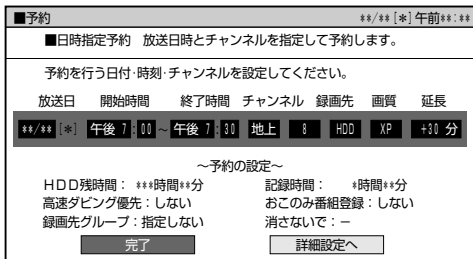 ■予約 **/** [*] 午前**:**
■日時指定予約 放送日時とチャンネルを指定して予約します。
予約を行う日付・時刻・チャンネルを設定してください。
放送日 開始時間 終了時間 チャンネル 録画先 画質 延長
**/** [*] 午後 7:00 ~ 午後 7:30 地上 8 HDD XP +30 分
〜予約の設定〜
HDD残時間： ***時間**分 記録時間： *時間**分
高速ダビング優先：しない おこのみ番組登録：しない
録画先グループ：指定しない 消さないで：－
完了 詳細設定へ